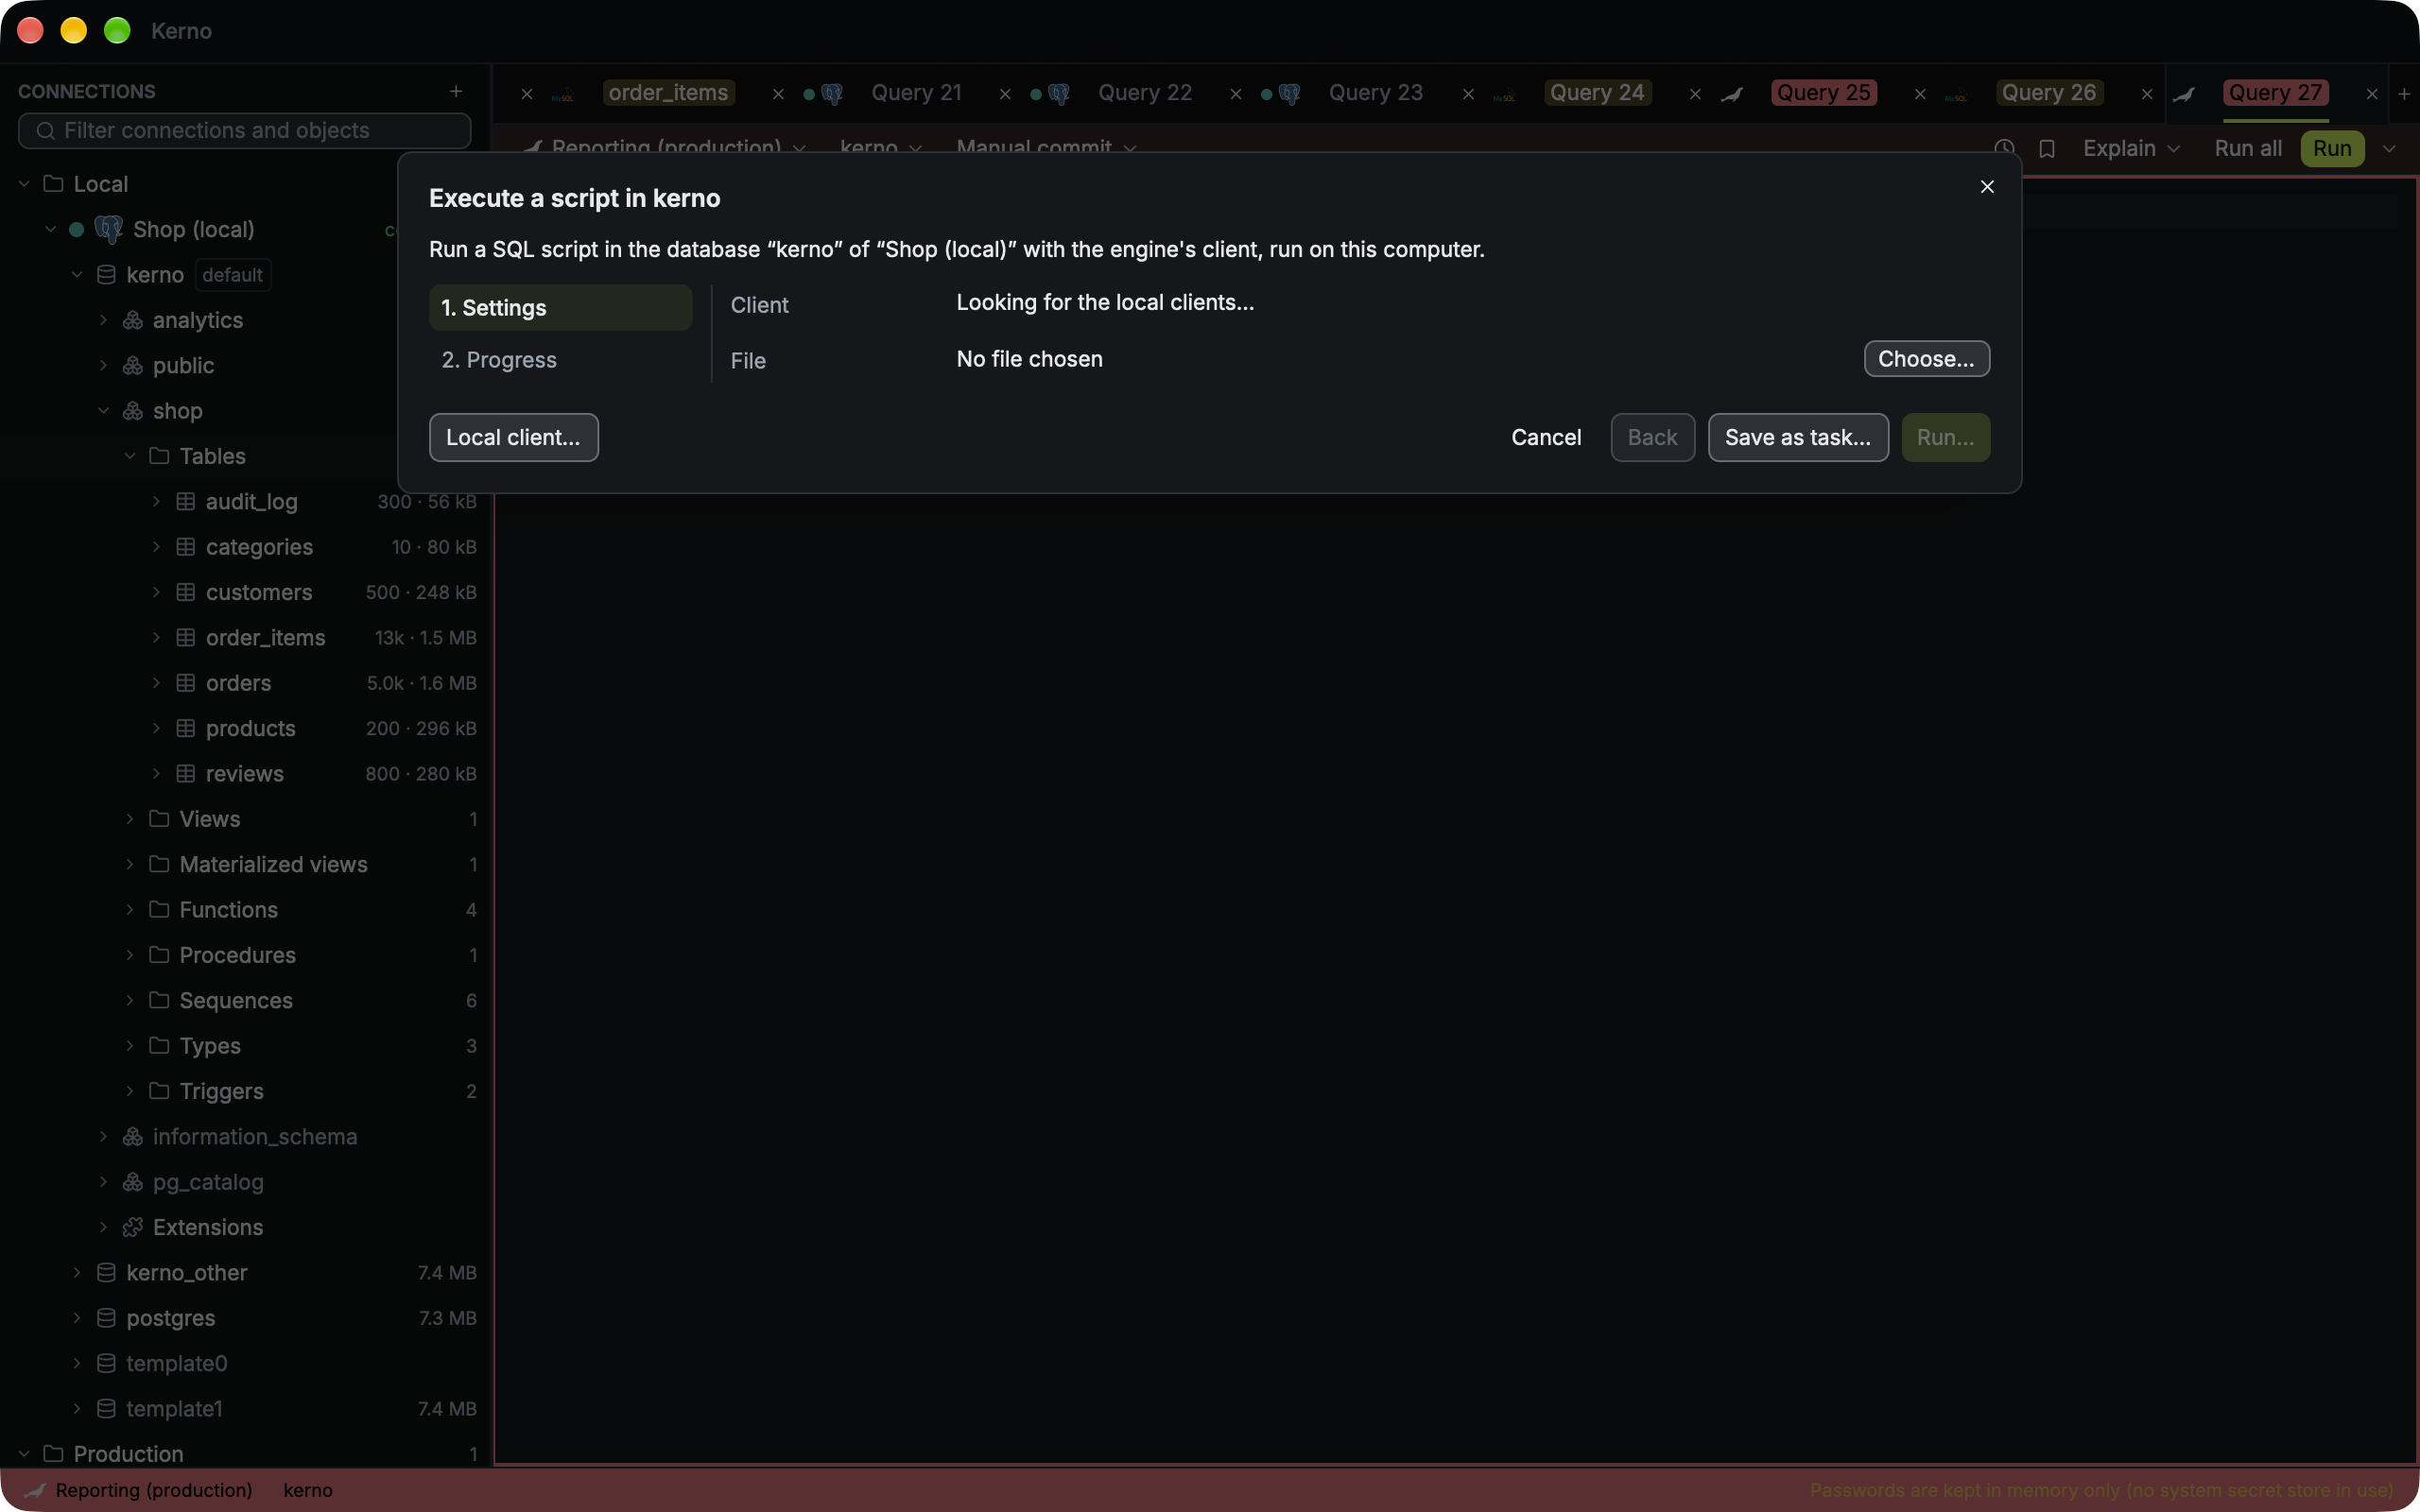 Kerno
CONNECTIONS
Filter connections and objects
order_items
Query 21
Query 22
Query 23
Query 24
Query 25
Query 26
Query 27
Reporting (production)
kerno
Manual commit
Explain
Run all
Run
Local
Shop (local)
kerno default
analytics
public
shop
Tables
audit_log 300 · 56 kB
categories 10 · 80 kB
customers 500 · 248 kB
order_items 13k · 1.5 MB
orders 5.0k · 1.6 MB
products 200 · 296 kB
reviews 800 · 280 kB
Views 1
Materialized views 1
Functions 4
Procedures 1
Sequences 6
Types 3
Triggers 2
information_schema
pg_catalog
Extensions
kerno_other 7.4 MB
postgres 7.3 MB
template0
template1 7.4 MB
Production 1
Execute a script in kerno
Run a SQL script in the database “kerno” of “Shop (local)” with the engine's client, run on this computer.
1. Settings
2. Progress
Client Looking for the local clients...
File No file chosen Choose...
Local client... Cancel Back Save as task... Run...
Reporting (production) kerno
Passwords are kept in memory only (no system secret store in use)